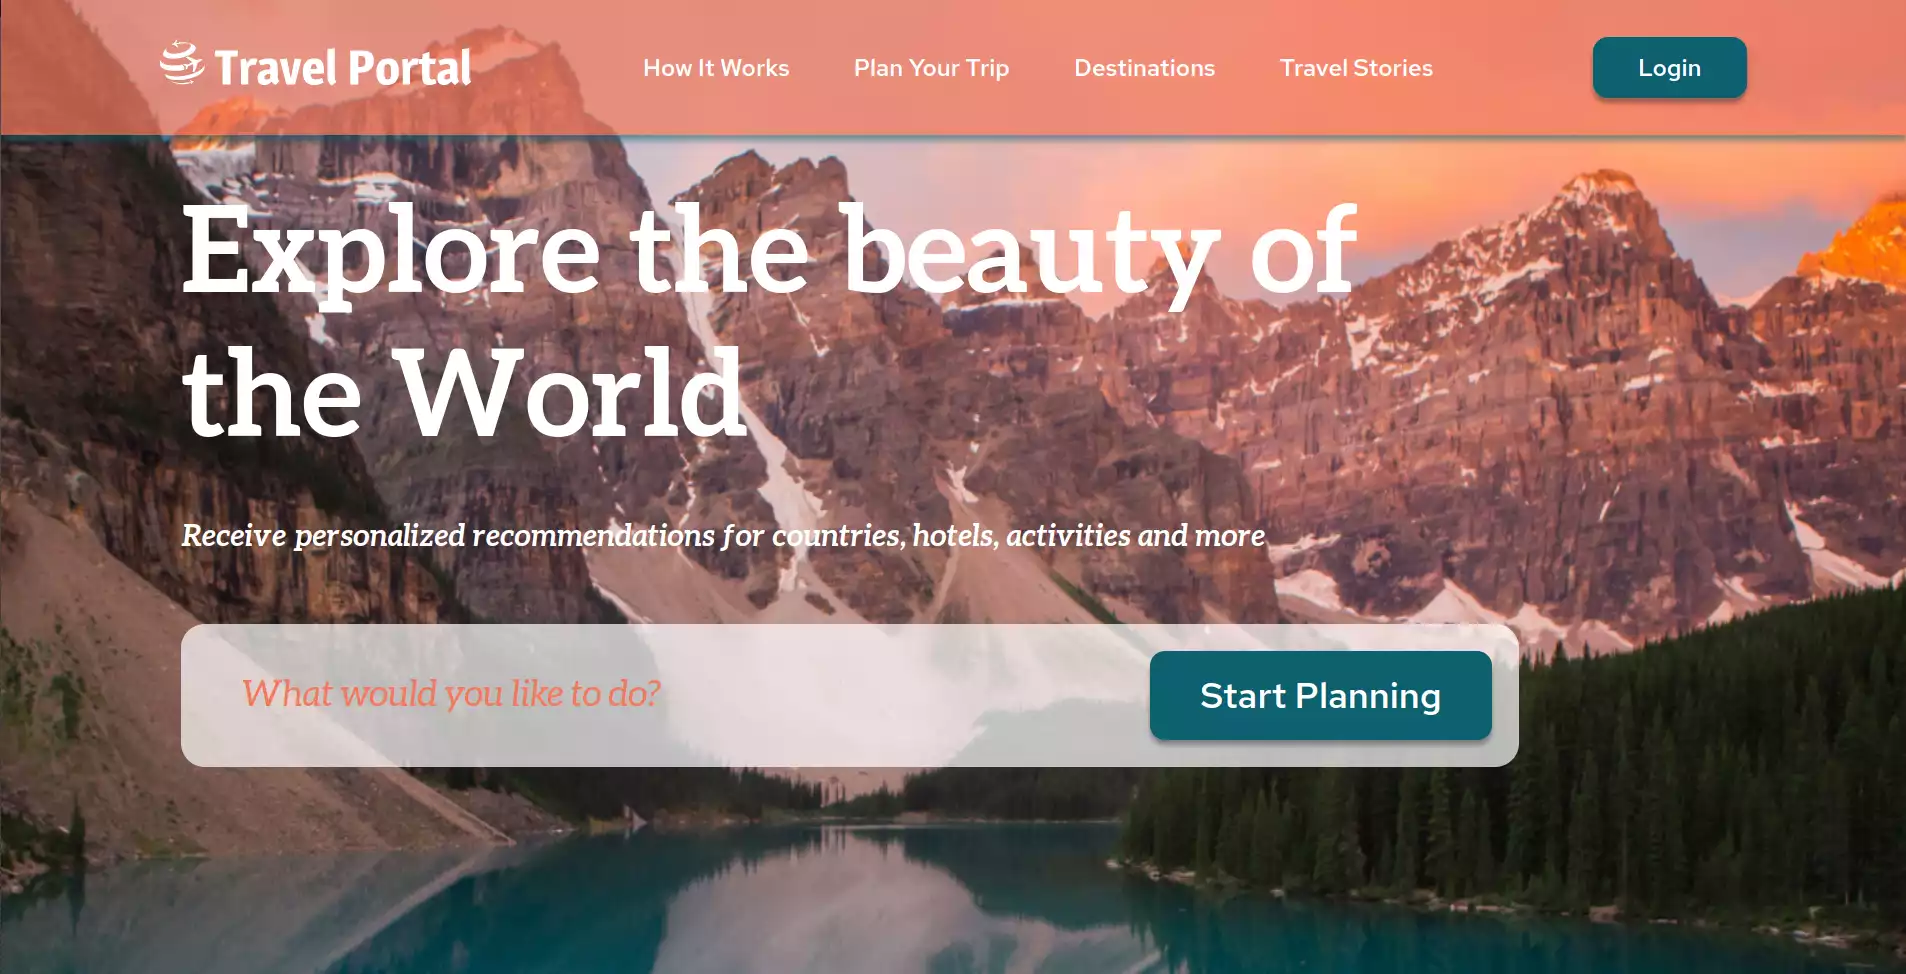 Travel Portal
How It Works
Plan Your Trip
Destinations
Travel Stories
Login
Explore the beauty of
the World
Receive personalized recommendations for countries, hotels, activities and more
What would you like to do?
Start Planning